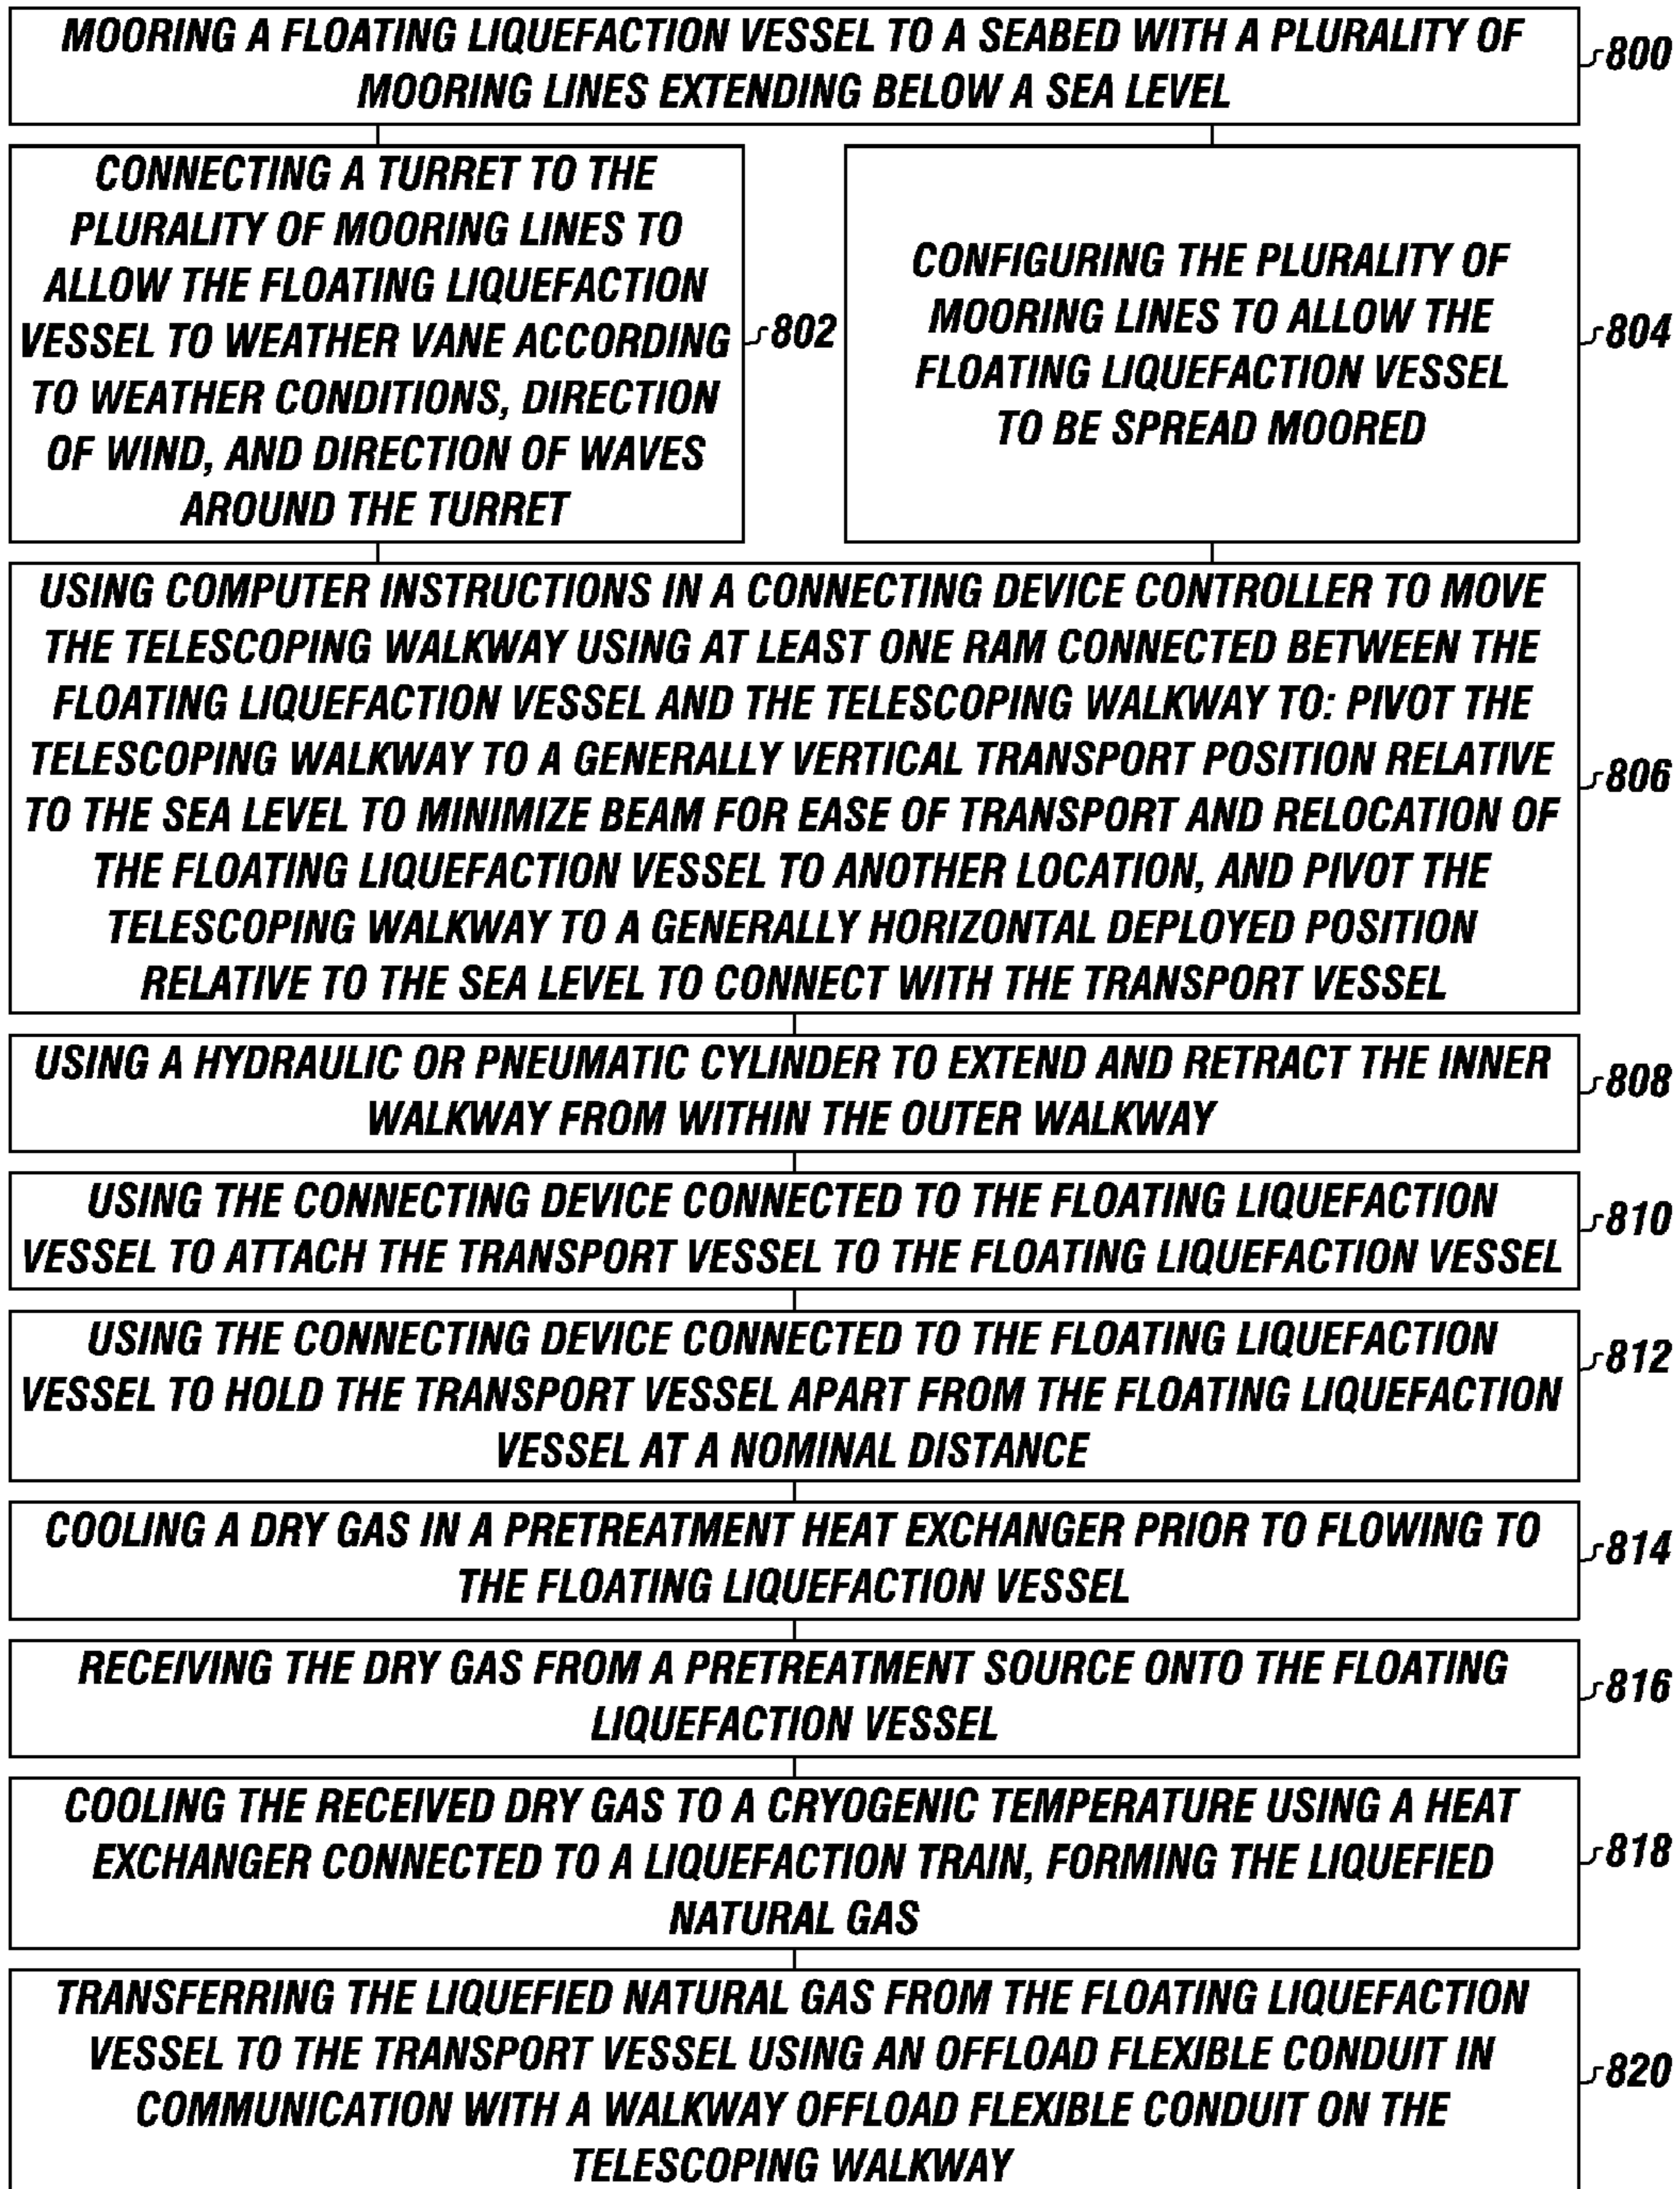 MOORING A FLOATING LIQUEFACTION VESSEL TO A SEABED WITH A PLURALITY OF
MOORING LINES EXTENDING BELOW A SEA LEVEL
800
CONNECTING A TURRET TO THE
PLURALITY OF MOORING LINES TO
ALLOW THE FLOATING LIQUEFACTION
VESSEL TO WEATHER VANE ACCORDING
TO WEATHER CONDITIONS, DIRECTION
OF WIND, AND DIRECTION OF WAVES
AROUND THE TURRET
802
CONFIGURING THE PLURALITY OF
MOORING LINES TO ALLOW THE
FLOATING LIQUEFACTION VESSEL
TO BE SPREAD MOORED
804
USING COMPUTER INSTRUCTIONS IN A CONNECTING DEVICE CONTROLLER TO MOVE
THE TELESCOPING WALKWAY USING AT LEAST ONE RAM CONNECTED BETWEEN THE
FLOATING LIQUEFACTION VESSEL AND THE TELESCOPING WALKWAY TO: PIVOT THE
TELESCOPING WALKWAY TO A GENERALLY VERTICAL TRANSPORT POSITION RELATIVE
TO THE SEA LEVEL TO MINIMIZE BEAM FOR EASE OF TRANSPORT AND RELOCATION OF
THE FLOATING LIQUEFACTION VESSEL TO ANOTHER LOCATION, AND PIVOT THE
TELESCOPING WALKWAY TO A GENERALLY HORIZONTAL DEPLOYED POSITION
RELATIVE TO THE SEA LEVEL TO CONNECT WITH THE TRANSPORT VESSEL
806
USING A HYDRAULIC OR PNEUMATIC CYLINDER TO EXTEND AND RETRACT THE INNER
WALKWAY FROM WITHIN THE OUTER WALKWAY
808
USING THE CONNECTING DEVICE CONNECTED TO THE FLOATING LIQUEFACTION
VESSEL TO ATTACH THE TRANSPORT VESSEL TO THE FLOATING LIQUEFACTION VESSEL
810
USING THE CONNECTING DEVICE CONNECTED TO THE FLOATING LIQUEFACTION
VESSEL TO HOLD THE TRANSPORT VESSEL APART FROM THE FLOATING LIQUEFACTION
VESSEL AT A NOMINAL DISTANCE
812
COOLING A DRY GAS IN A PRETREATMENT HEAT EXCHANGER PRIOR TO FLOWING TO
THE FLOATING LIQUEFACTION VESSEL
814
RECEIVING THE DRY GAS FROM A PRETREATMENT SOURCE ONTO THE FLOATING
LIQUEFACTION VESSEL
816
COOLING THE RECEIVED DRY GAS TO A CRYOGENIC TEMPERATURE USING A HEAT
EXCHANGER CONNECTED TO A LIQUEFACTION TRAIN, FORMING THE LIQUEFIED
NATURAL GAS
818
TRANSFERRING THE LIQUEFIED NATURAL GAS FROM THE FLOATING LIQUEFACTION
VESSEL TO THE TRANSPORT VESSEL USING AN OFFLOAD FLEXIBLE CONDUIT IN
COMMUNICATION WITH A WALKWAY OFFLOAD FLEXIBLE CONDUIT ON THE
TELESCOPING WALKWAY
820